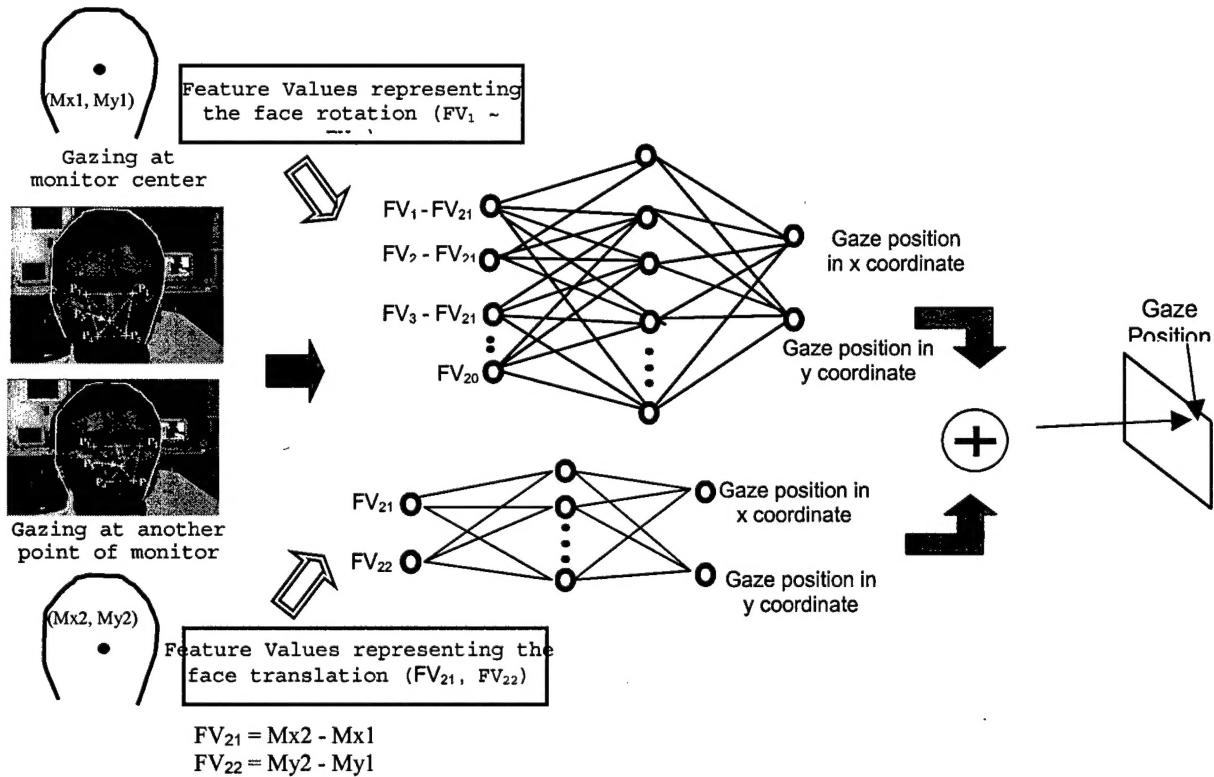 (Mx1, My1)
Gazing at
monitor center
Feature Values representing
the face rotation (FV₁ ~
FV₁ - FV₂₁
FV₂ - FV₂₁
FV₃ - FV₂₁
FV₂₀
Gaze position
in x coordinate
Gaze position in
y coordinate
Gaze
Position
Gazing at another
point of monitor
(Mx2, My2)
FV₂₁
FV₂₂
Gaze position in
x coordinate
Gaze position in
y coordinate
Feature Values representing the
face translation (FV₂₁, FV₂₂)
FV₂₁ = Mx2 - Mx1
FV₂₂ = My2 - My1